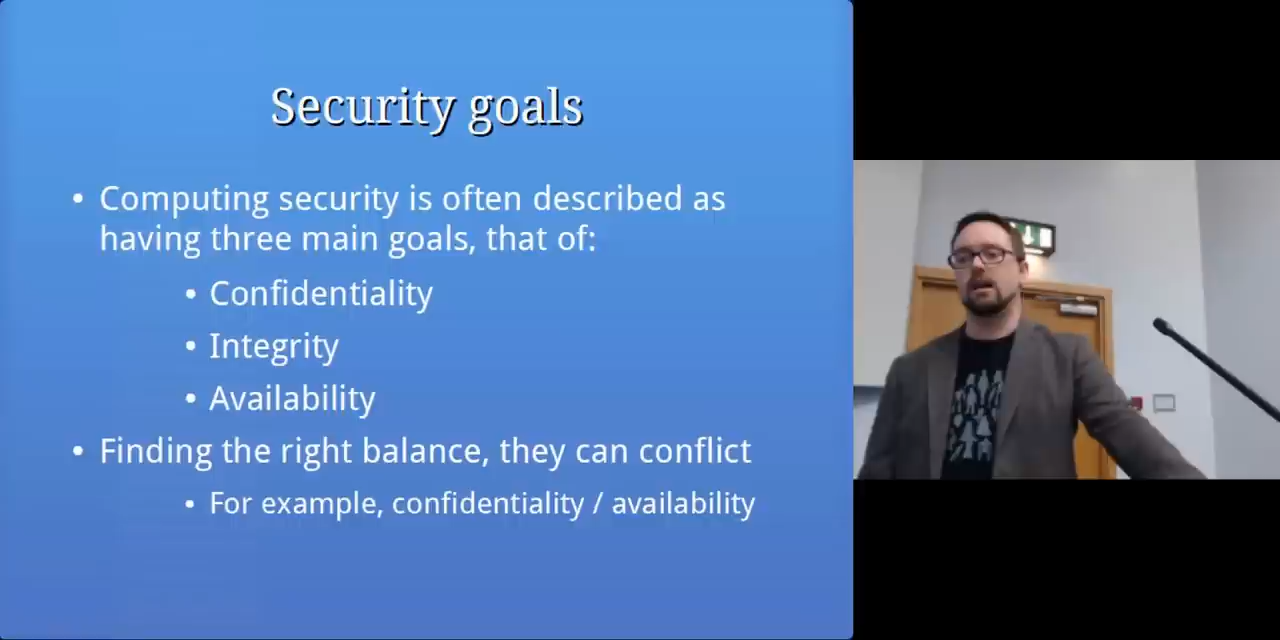 Security goals
• Computing security is often described as
having three main goals, that of:
• Confidentiality
• Integrity
• Availability
• Finding the right balance, they can conflict
• For example, confidentiality / availability